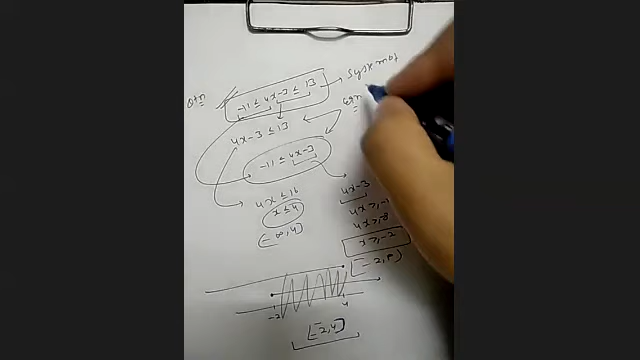 -11 ≤ 4x-3 ≤ 13
4x-3 ≤ 13
-11 ≤ 4x-3
4x ≤ 16
x ≤ 4
(-∞, 4]
4x-3
4x ≥ -8
x ≥ -2
[-2, ∞)
-2 4
[-2, 4]